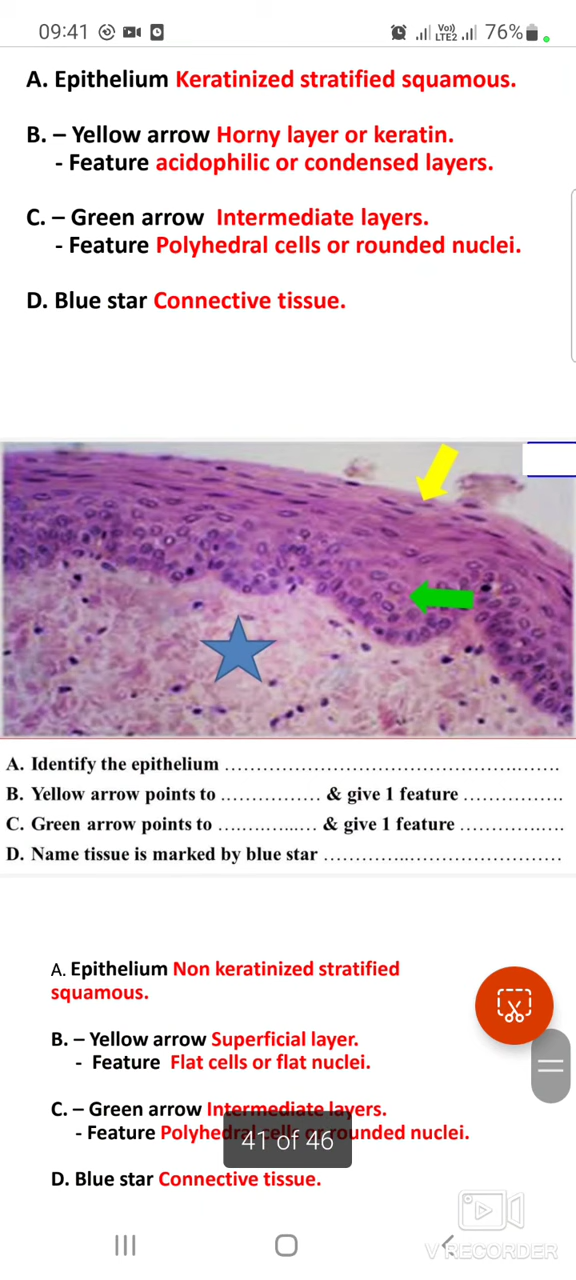 09:41 Vo)) LTE2 76%
A. Epithelium Keratinized stratified squamous.
B. – Yellow arrow Horny layer or keratin.
- Feature acidophilic or condensed layers.
C. – Green arrow Intermediate layers.
- Feature Polyhedral cells or rounded nuclei.
D. Blue star Connective tissue.
A. Identify the epithelium ......................................................
B. Yellow arrow points to ................ & give 1 feature ................
C. Green arrow points to ................ & give 1 feature ................
D. Name tissue is marked by blue star ......................................
A. Epithelium Non keratinized stratified
squamous.
B. – Yellow arrow Superficial layer.
- Feature Flat cells or flat nuclei.
C. – Green arrow Intermediate layers.
- Feature Polyhedral cells or rounded nuclei.
41 of 46
D. Blue star Connective tissue.
V RECORDER